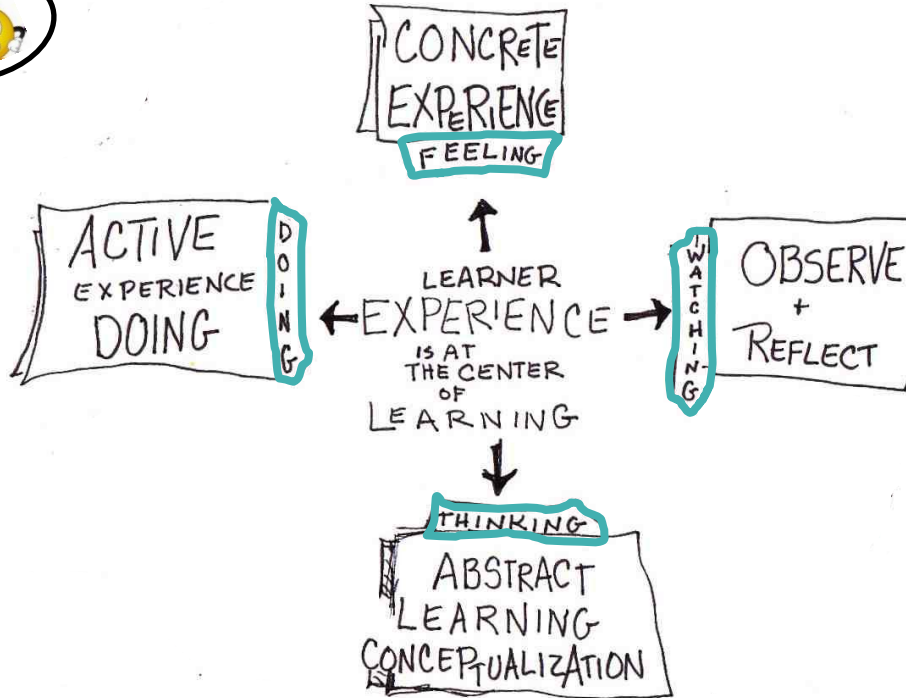 CONCRETE
EXPERIENCE
FEELING
ACTIVE
EXPERIENCE
DOING
DOING
LEARNER
EXPERIENCE
IS AT
THE CENTER
OF
LEARNING
WATCHING
OBSERVE
+
REFLECT
THINKING
ABSTRACT
LEARNING
CONCEPTUALIZATION